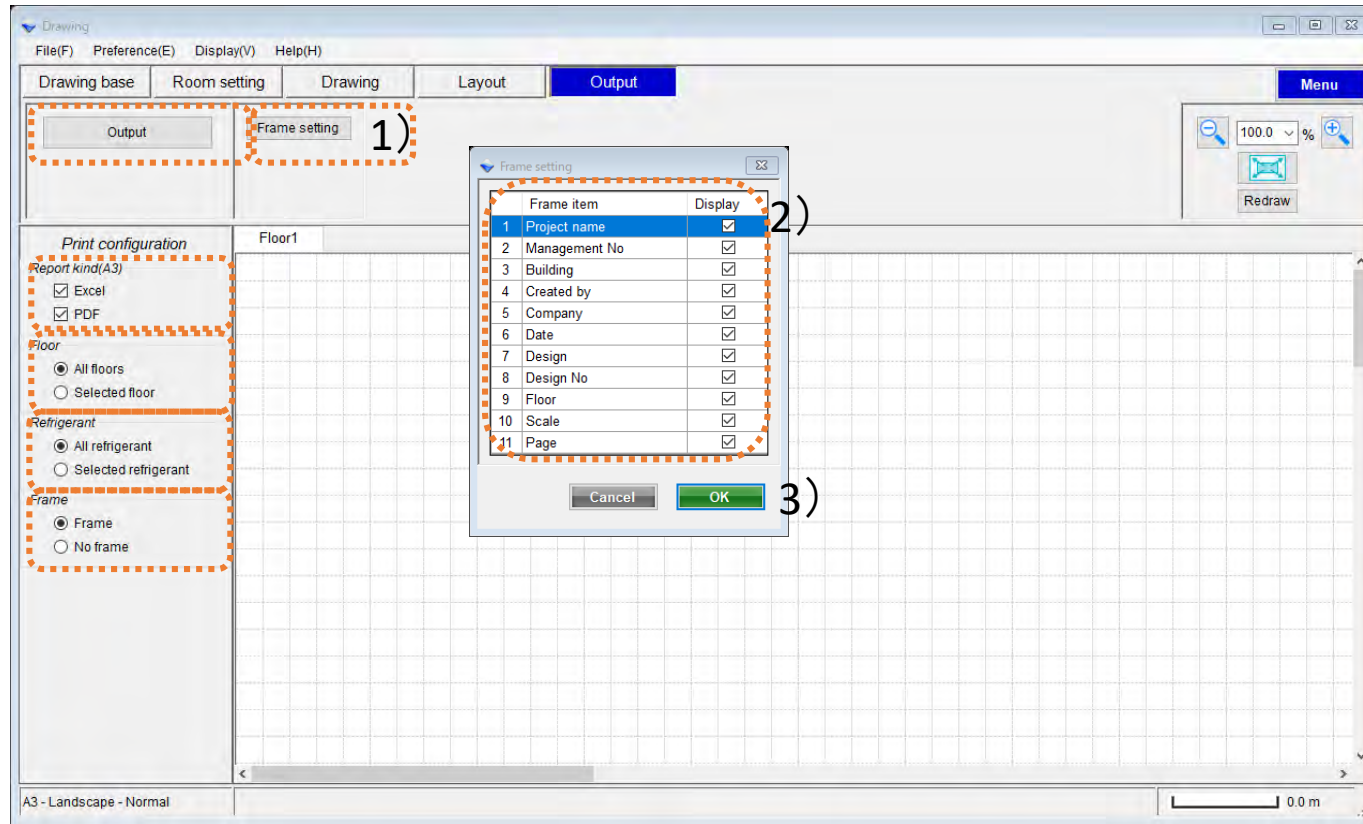 Drawing
File(F) Preference(E) Display(V) Help(H)
Drawing base Room setting Drawing Layout Output Menu
Output Frame setting 1)
100.0 %
Redraw
Frame setting
Frame item Display 2)
1 Project name
2 Management No
3 Building
4 Created by
5 Company
6 Date
7 Design
8 Design No
9 Floor
10 Scale
11 Page
Cancel OK 3)
Print configuration Floor1
Report kind(A3)
Excel
PDF
Floor
All floors
Selected floor
Refrigerant
All refrigerant
Selected refrigerant
Frame
Frame
No frame
A3 - Landscape - Normal 0.0 m